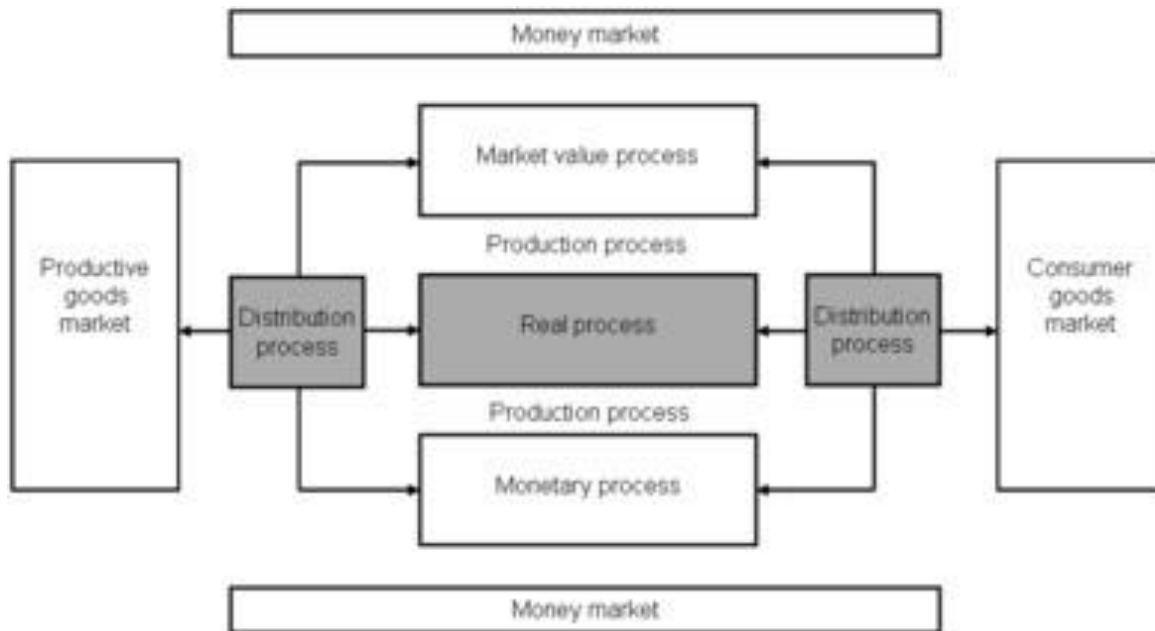 Money market
Market value process
Production process
Productive
goods
market
Distribution
process
Real process
Distribution
process
Consumer
goods
market
Production process
Monetary process
Money market